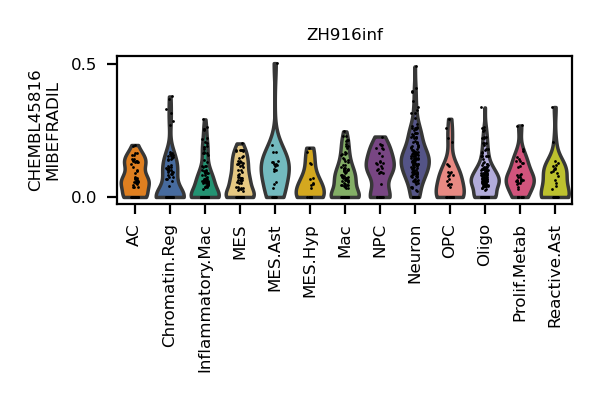 ZH916inf
CHEMBL45816
MIBEFRADIL
0.5
0.0
AC
Chromatin.Reg
Inflammatory.Mac
MES
MES.Ast
MES.Hyp
Mac
NPC
Neuron
OPC
Oligo
Prolif.Metab
Reactive.Ast